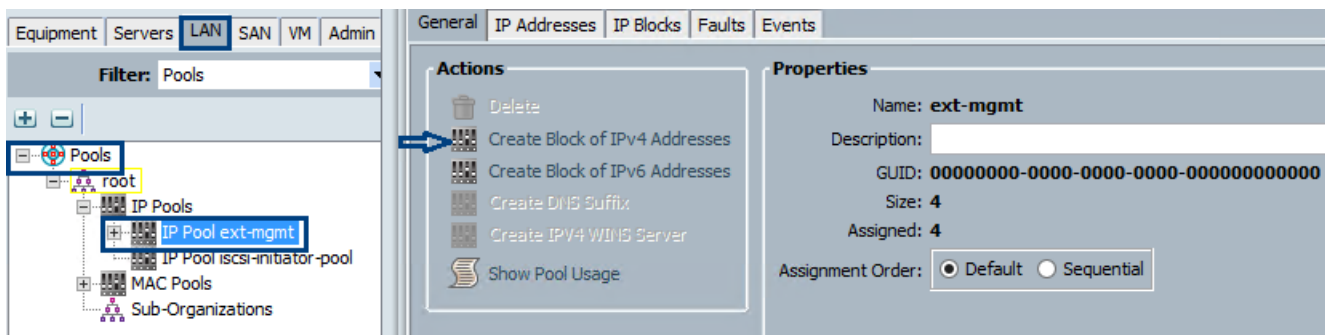 Equipment Servers LAN SAN VM Admin
Filter: Pools
Pools
root
IP Pools
IP Pool ext-mgmt
IP Pool iscsi-initiator-pool
MAC Pools
Sub-Organizations
General IP Addresses IP Blocks Faults Events
Actions
Delete
Create Block of IPv4 Addresses
Create Block of IPv6 Addresses
Create DNS Suffix
Create IPV4 WINS Server
Show Pool Usage
Properties
Name: ext-mgmt
Description:
GUID: 00000000-0000-0000-0000-000000000000
Size: 4
Assigned: 4
Assignment Order: Default Sequential